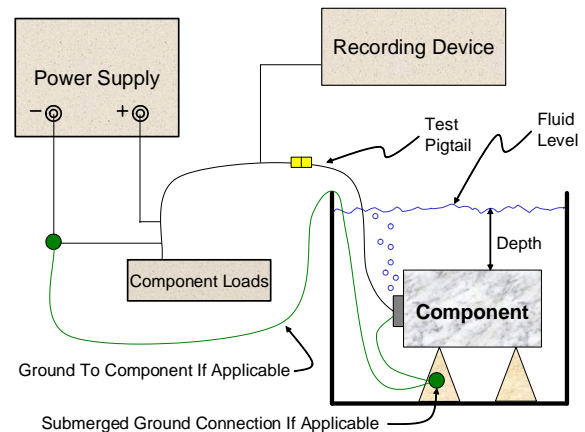 Recording Device
Power Supply
− +
Test
Pigtail
Fluid
Level
Depth
Component Loads
Component
Ground To Component If Applicable
Submerged Ground Connection If Applicable